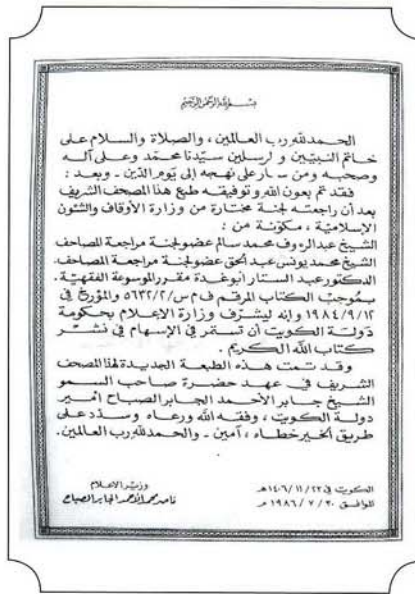 بسم الله الرحمن الرحيم
الحمد لله رب العالمين ، والصلاة والسلام على
خاتم النبيين و لرسلين سيدنا محمد وعلى آله
وصحبه ومن سار على نهجه إلى يوم الدين . وبعد :
فقد تم بعون الله وتوفيقه طبع هذا المصحف الشريف
بعد أن راجعته لجنة مختارة من وزارة الأوقاف والشئون
الإسلامية ، مكونة من :
الشيخ عبد الرءوف محمد سالم عضو لجنة مراجعة المصاحف
الشيخ محمد يونس عبد الحق عضو لجنة مراجعة المصاحف
الدكتور عبد الستار أبو غدة مقرر الموسوعة الفقهية .
بموجب الكتاب المرقم ف م س /٢/ ٥٦٣٢ والمؤرخ في
١٩٨٤/٩/١٢ وإنه ليشرف وزارة الإعلام بحكومة
دولة الكويت أن تستمر في الإسهام في نشر
كتاب الله الكريم .
وقد تمت هذه الطبعة الجديدة لهذا المصحف
الشريف في عهد حضرة صاحب السمو
الشيخ جابر الأحمد الجابر الصباح أمير
دولة الكويت ، وفقه الله ورعاه وسدد على
طريق الخير خطاه ، آمين . والحمد لله رب العالمين .
الكويت في ٢٢ / ١١ / ١٤٠٦ هـ
الموافق ٣٠ / ٧ / ١٩٨٦ م
وزير الاعلام
ناصر محمد الأحمد الجابر الصباح